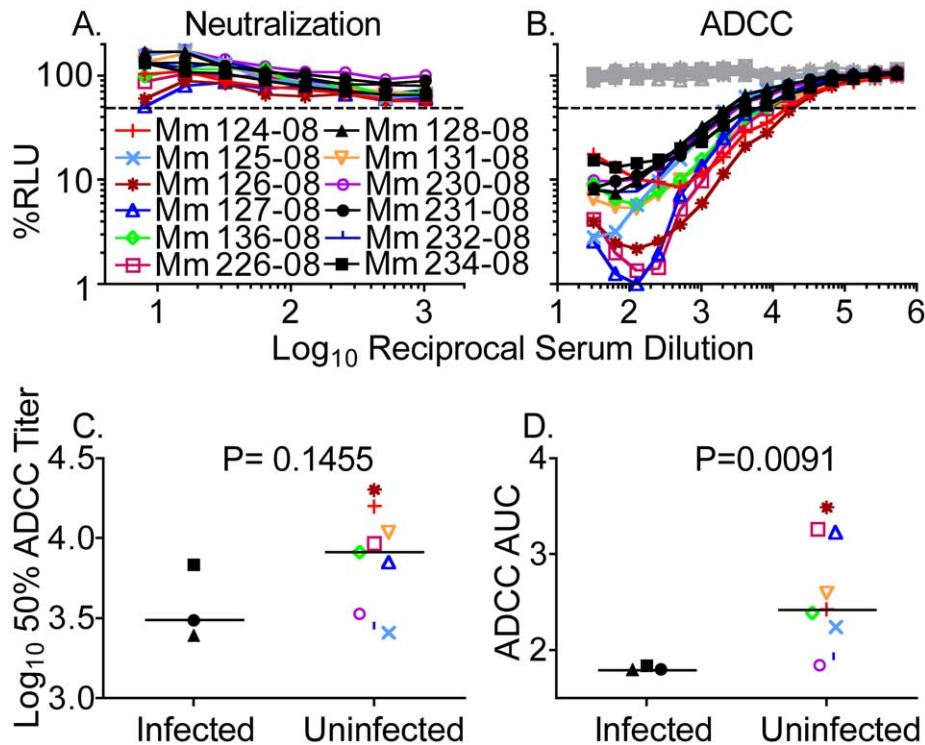 A. Neutralization
B. ADCC
%RLU
100
10
1
Mm 124-08
Mm 125-08
Mm 126-08
Mm 127-08
Mm 136-08
Mm 226-08
Mm 128-08
Mm 131-08
Mm 230-08
Mm 231-08
Mm 232-08
Mm 234-08
1 2 3
1 2 3 4 5 6
Log10 Reciprocal Serum Dilution
C.
P= 0.1455
Log10 50% ADCC Titer
4.5
4.0
3.5
3.0
Infected Uninfected
D.
P=0.0091
ADCC AUC
4
3
2
Infected Uninfected